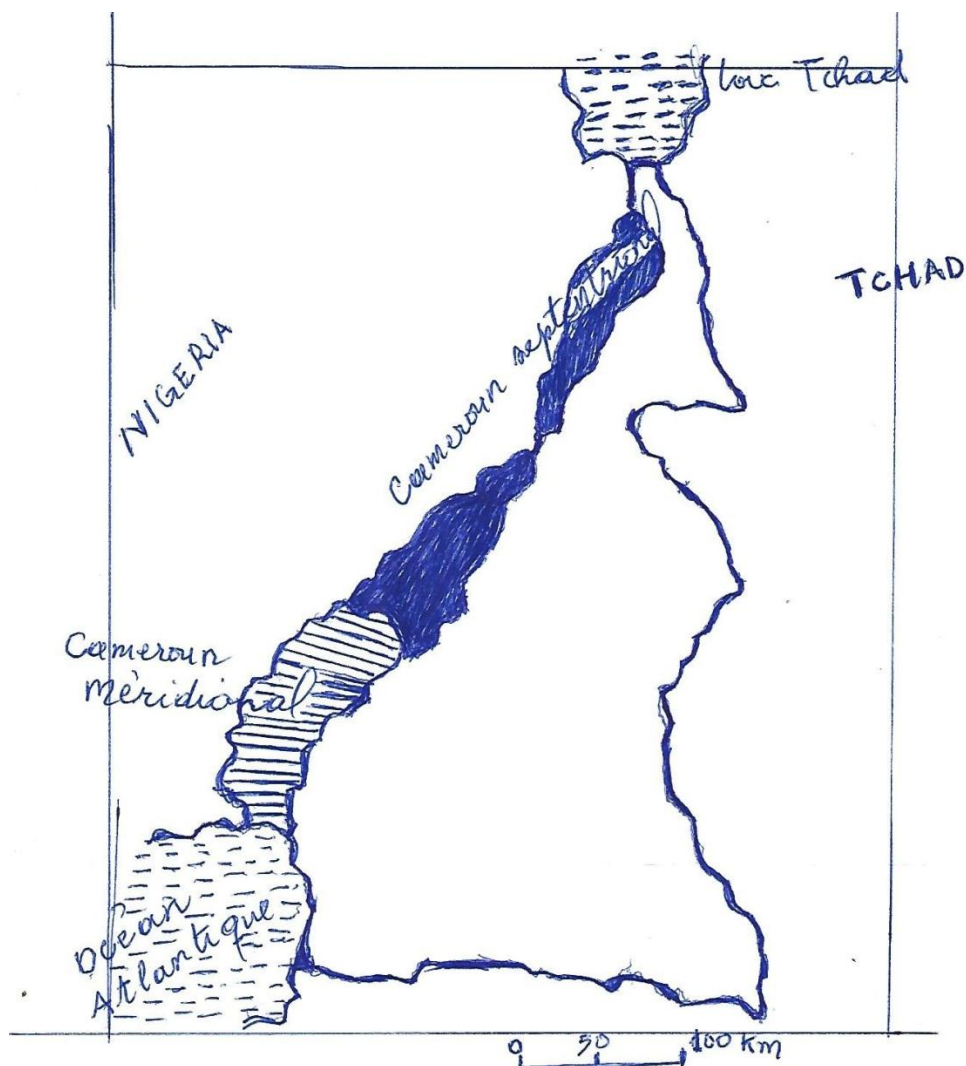 Lac Tchad
TCHAD
NIGERIA
Cameroun septentrional
Cameroun
méridional
Océan
Atlantique
0 50 100 km